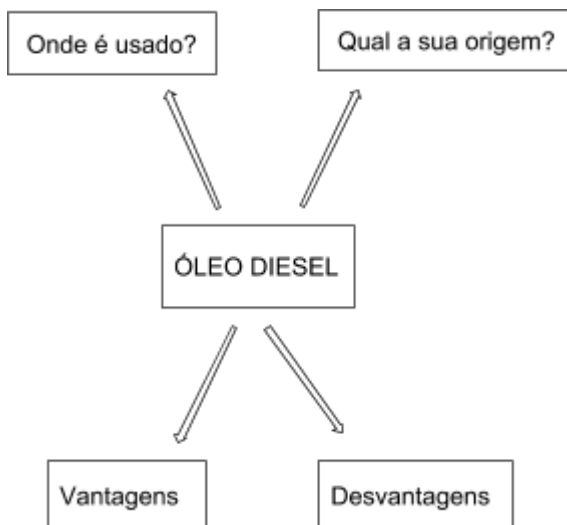 Onde é usado?
Qual a sua origem?
ÓLEO DIESEL
Vantagens
Desvantagens